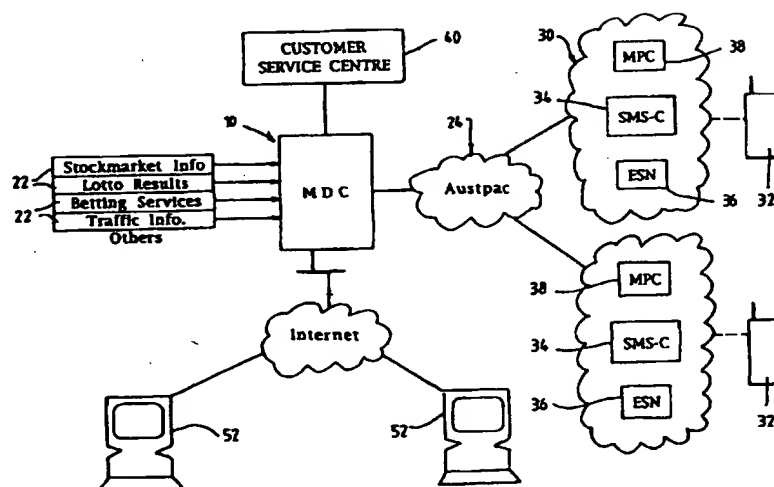 CUSTOMER
SERVICE CENTRE
40
30
MPC
38
34
SMS-C
10
24
ESN
36
32
22
Stockmarket Info
Lotto Results
22
Betting Services
Traffic Info.
Others
MDC
Austpac
38
MPC
34
SMS-C
36
ESN
32
Internet
52
52